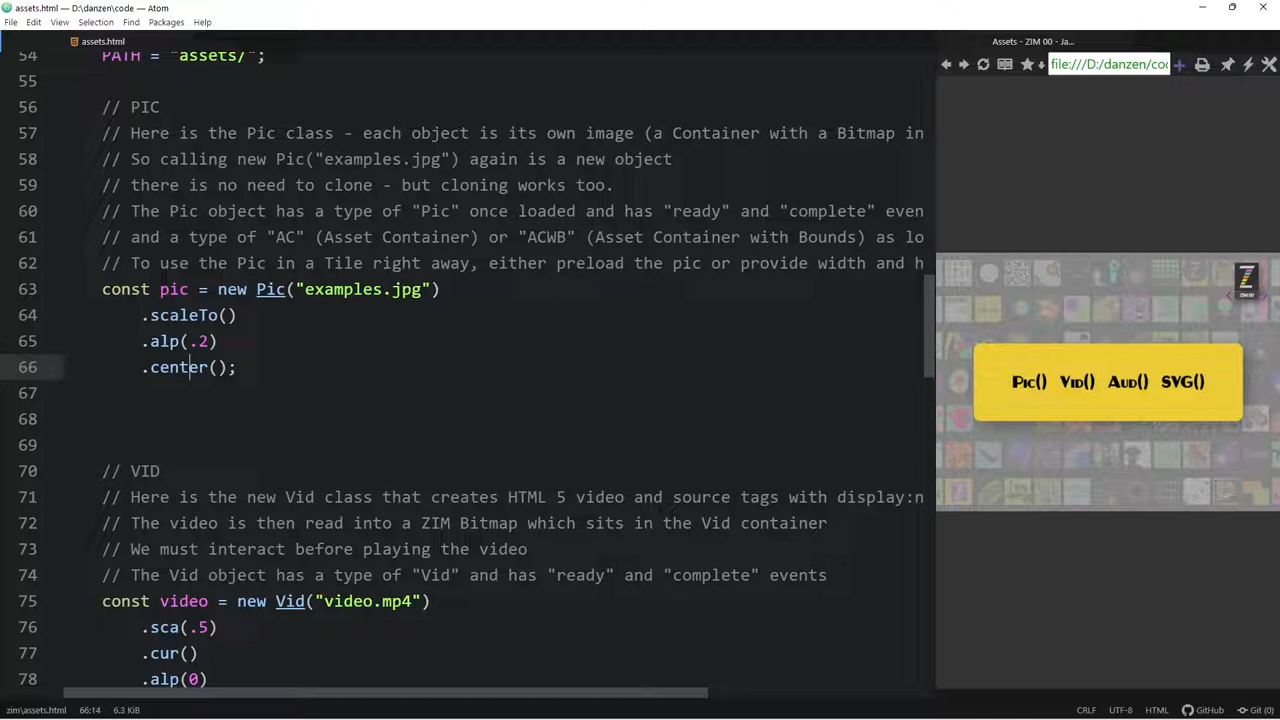 assets.html — D:\danzen\code — Atom
File Edit View Selection Find Packages Help
assets.html
Assets - ZIM 00 - Ja...
file:///D:/danzen/co
54 PATH = "assets/";
55
56 // PIC
57 // Here is the Pic class - each object is its own image (a Container with a Bitmap in
58 // So calling new Pic("examples.jpg") again is a new object
59 // there is no need to clone - but cloning works too.
60 // The Pic object has a type of "Pic" once loaded and has "ready" and "complete" even
61 // and a type of "AC" (Asset Container) or "ACWB" (Asset Container with Bounds) as lo
62 // To use the Pic in a Tile right away, either preload the pic or provide width and h
63 const pic = new Pic("examples.jpg")
64 .scaleTo()
65 .alp(.2)
66 .center();
67
68
69
70 // VID
71 // Here is the new Vid class that creates HTML 5 video and source tags with display:n
72 // The video is then read into a ZIM Bitmap which sits in the Vid container
73 // We must interact before playing the video
74 // The Vid object has a type of "Vid" and has "ready" and "complete" events
75 const video = new Vid("video.mp4")
76 .sca(.5)
77 .cur()
78 .alp(0)
Pic() Vid() Aud() SVG()
zim\assets.html 66:14 6.3 KiB
CRLF UTF-8 HTML GitHub Git (0)